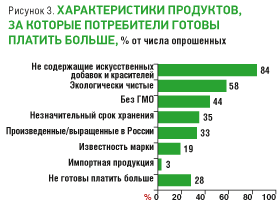 Рисунок 3. ХАРАКТЕРИСТИКИ ПРОДУКТОВ,
ЗА КОТОРЫЕ ПОТРЕБИТЕЛИ ГОТОВЫ
ПЛАТИТЬ БОЛЬШЕ, % от числа опрошенных
Не содержащие искусственных
добавок и красителей 84
Экологически чистые 58
Без ГМО 44
Незначительный срок хранения 35
Произведенные/выращенные в России 33
Известность марки 19
Импортная продукция 3
Не готовы платить больше 28
% 0 20 40 60 80 100